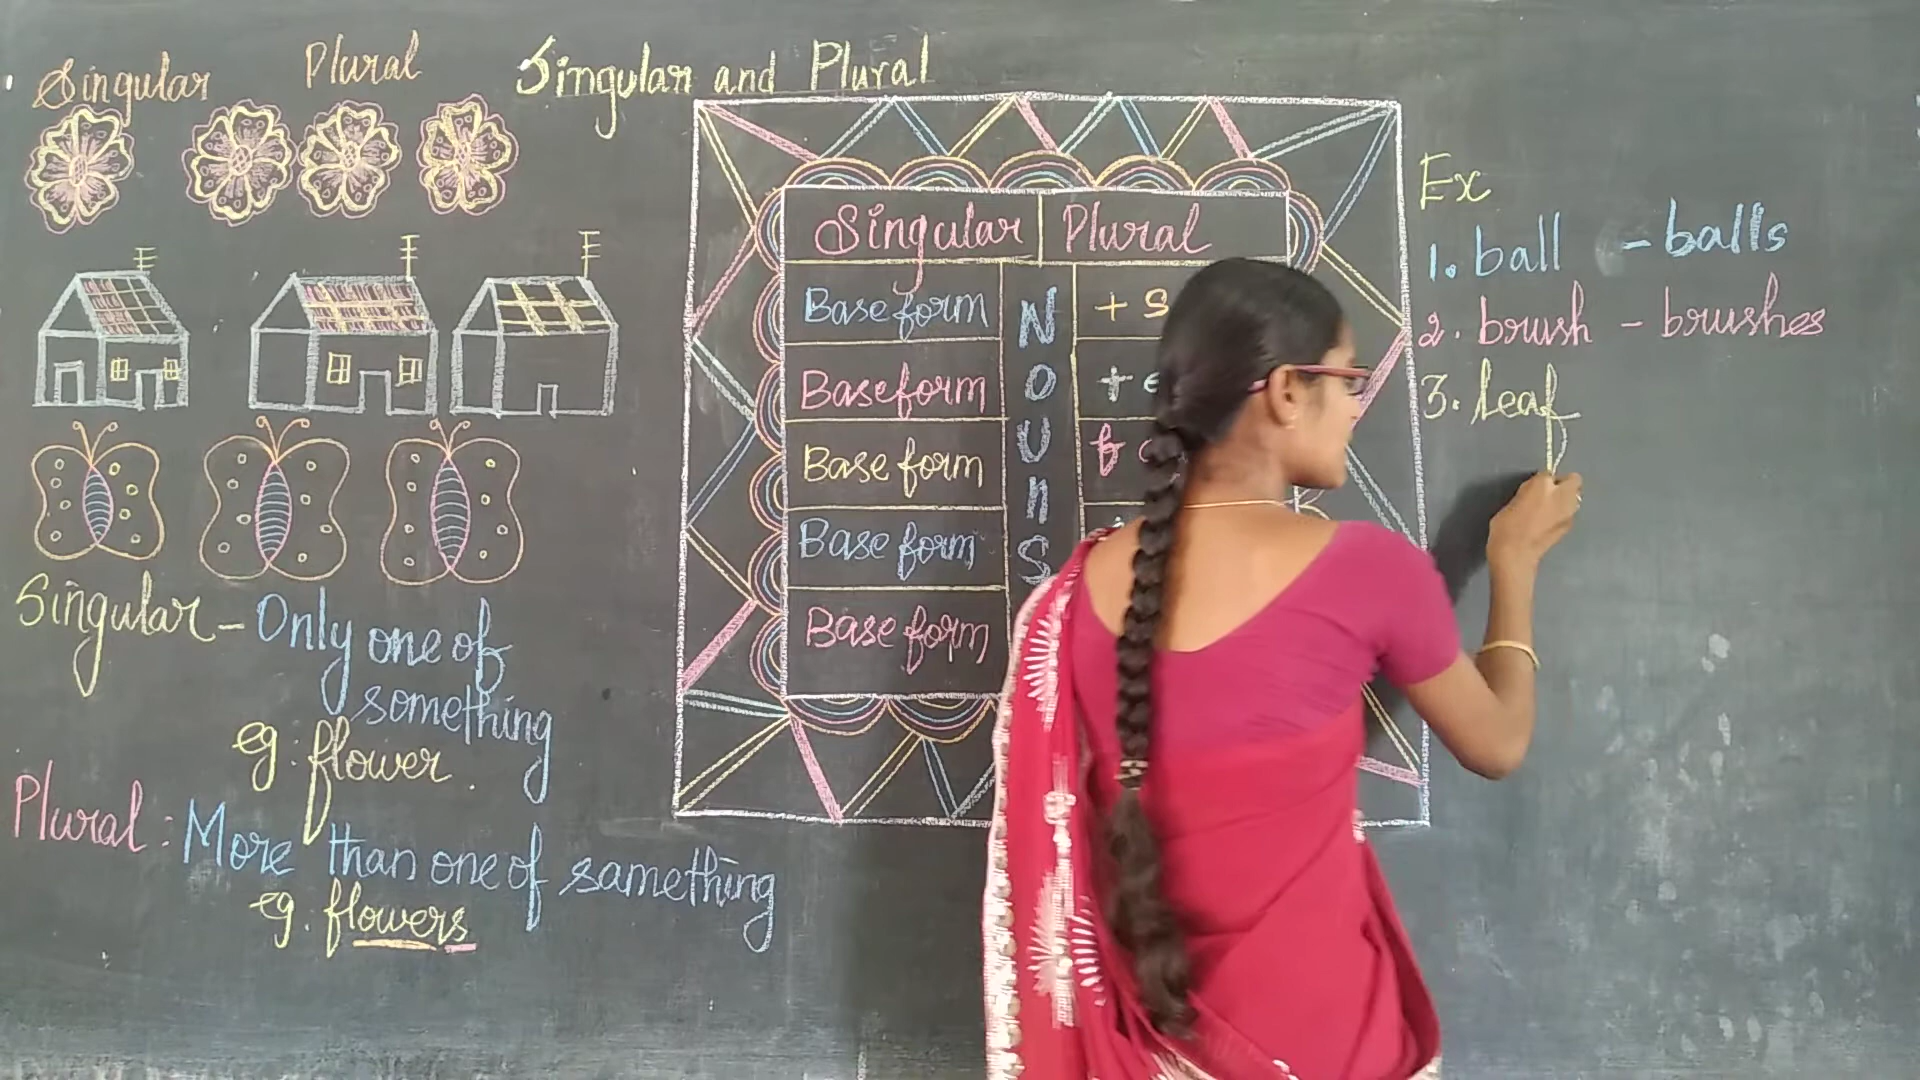 Singular Plural
Singular - Only one of
something
eg: flower.
Plural: More than one of samething
eg. flowers
Singular and Plural
Singular Plural
Base form + s
Base form +
Base form
Base form
Base form
Nouns
Ex
1. ball - balls
2. brush - brushes
3. leaf